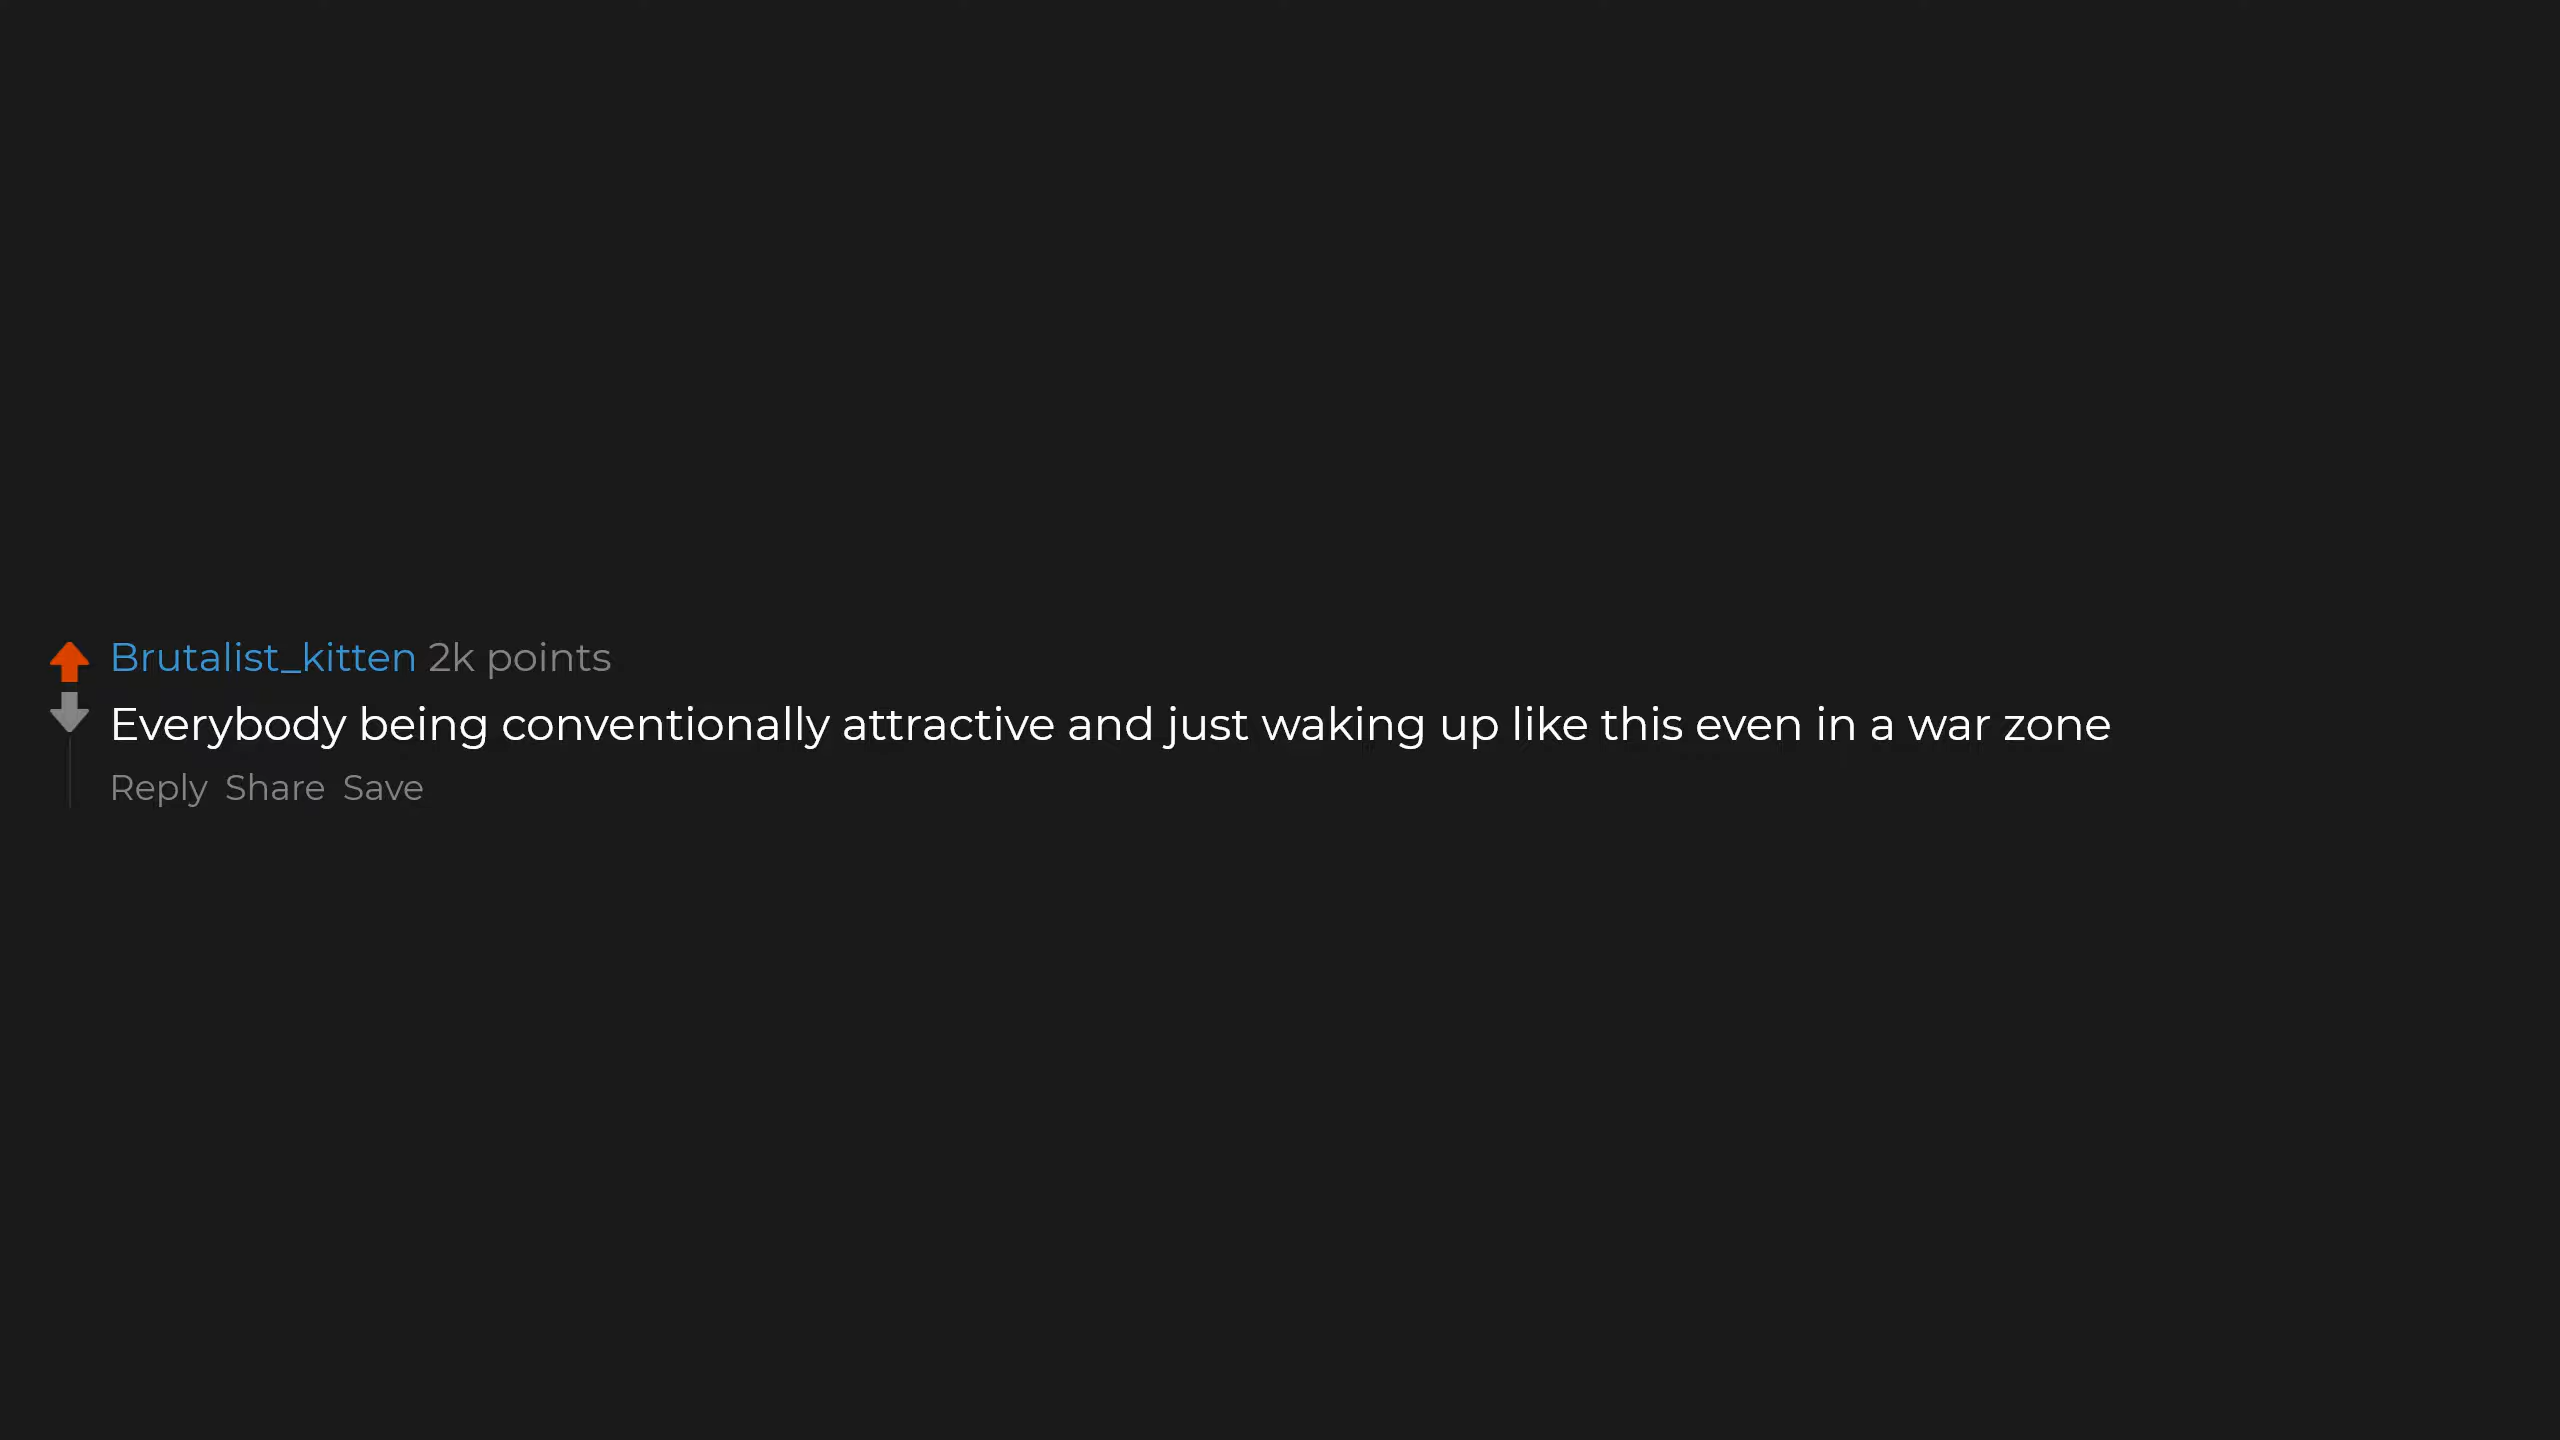 Brutalist_kitten 2k points
Everybody being conventionally attractive and just waking up like this even in a war zone
Reply Share Save